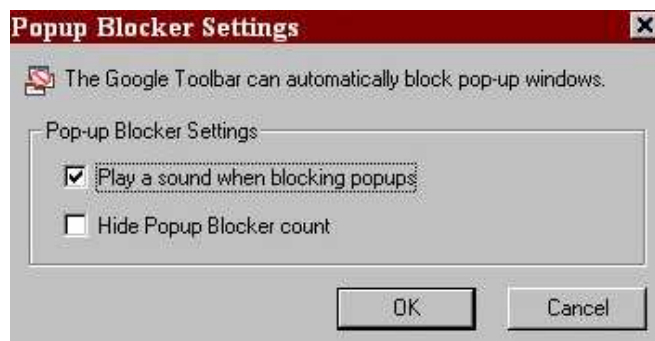 Popup Blocker Settings
The Google Toolbar can automatically block pop-up windows.
Pop-up Blocker Settings
Play a sound when blocking popups
Hide Popup Blocker count
OK Cancel